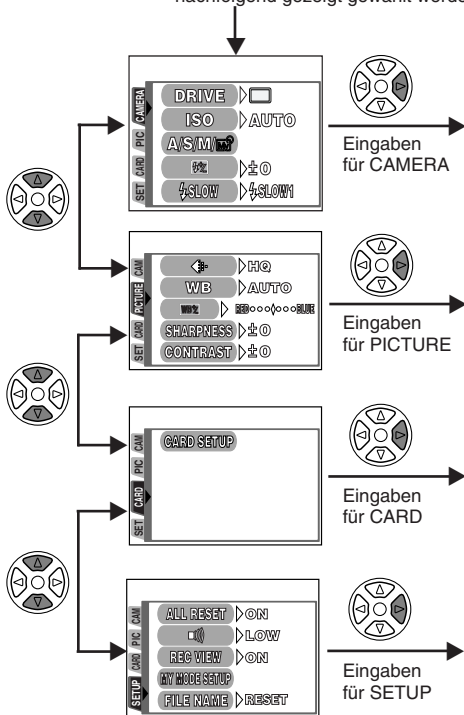 nachfolgend gezeigt gewählt werde
CAMERA
PIC
CARD
SET
DRIVE
ISO AUTO
A/S/M/
±0
SLOW SLOW1
Eingaben
für CAMERA
CAM
PICTURE
CARD
SET
HQ
WB AUTO
RED BLUE
SHARPNESS ±0
CONTRAST ±0
Eingaben
für PICTURE
CAM
PIC
CARD
SET
CARD SETUP
Eingaben
für CARD
CAM
PIC
CARD
SETUP
ALL RESET ON
LOW
REC VIEW ON
MY MODE SETUP
FILE NAME RESET
Eingaben
für SETUP